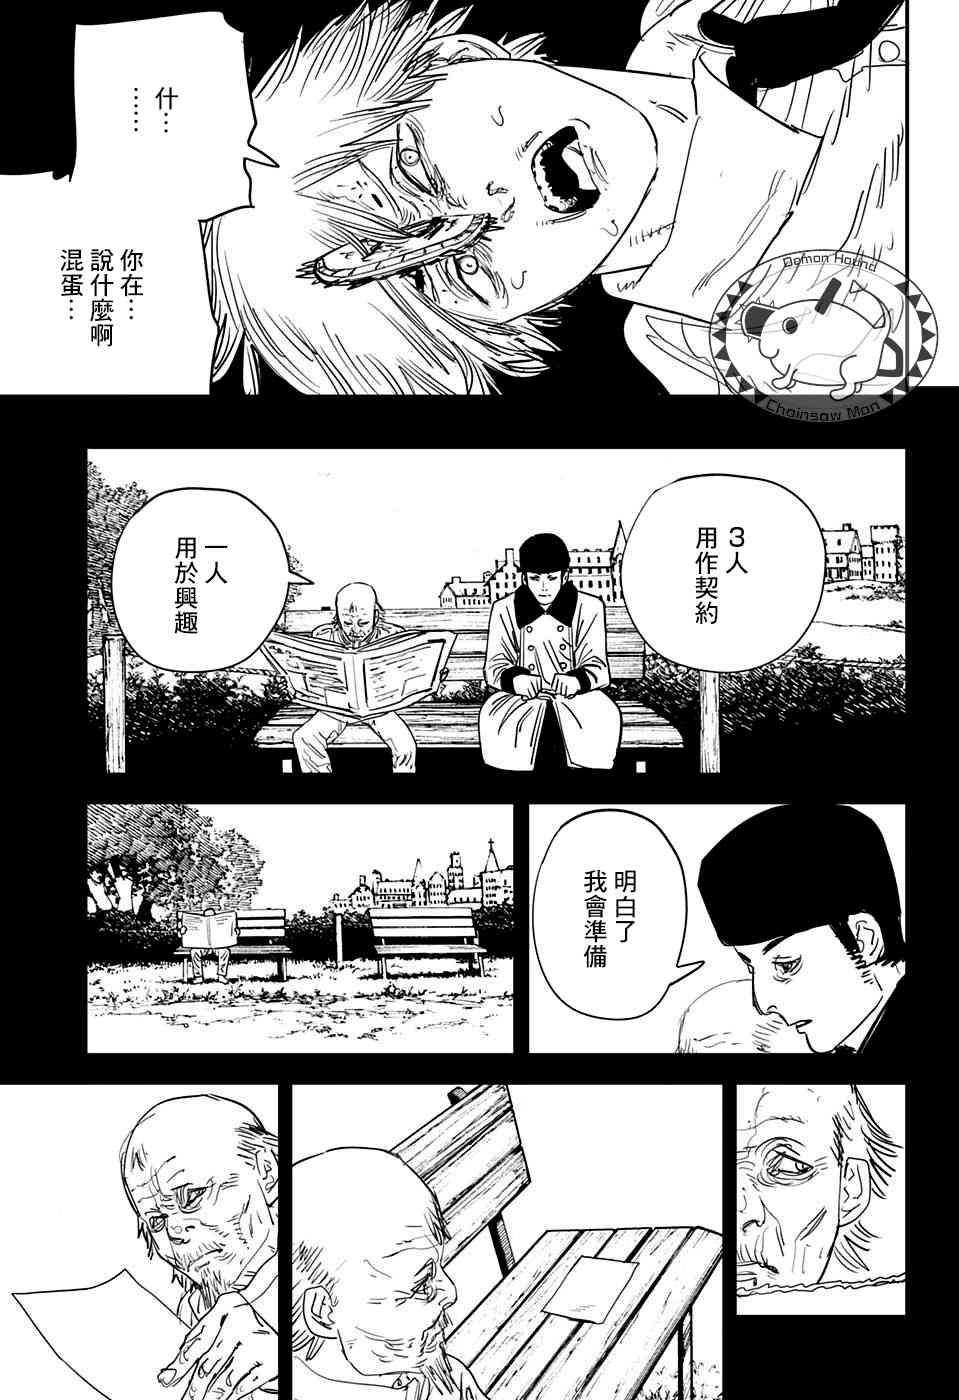 什…
……
你在…
說什麼啊
混蛋…
Domon Hound
Chainsaw Man
3人
用作契約
一人
用於興趣
明白了
我會準備